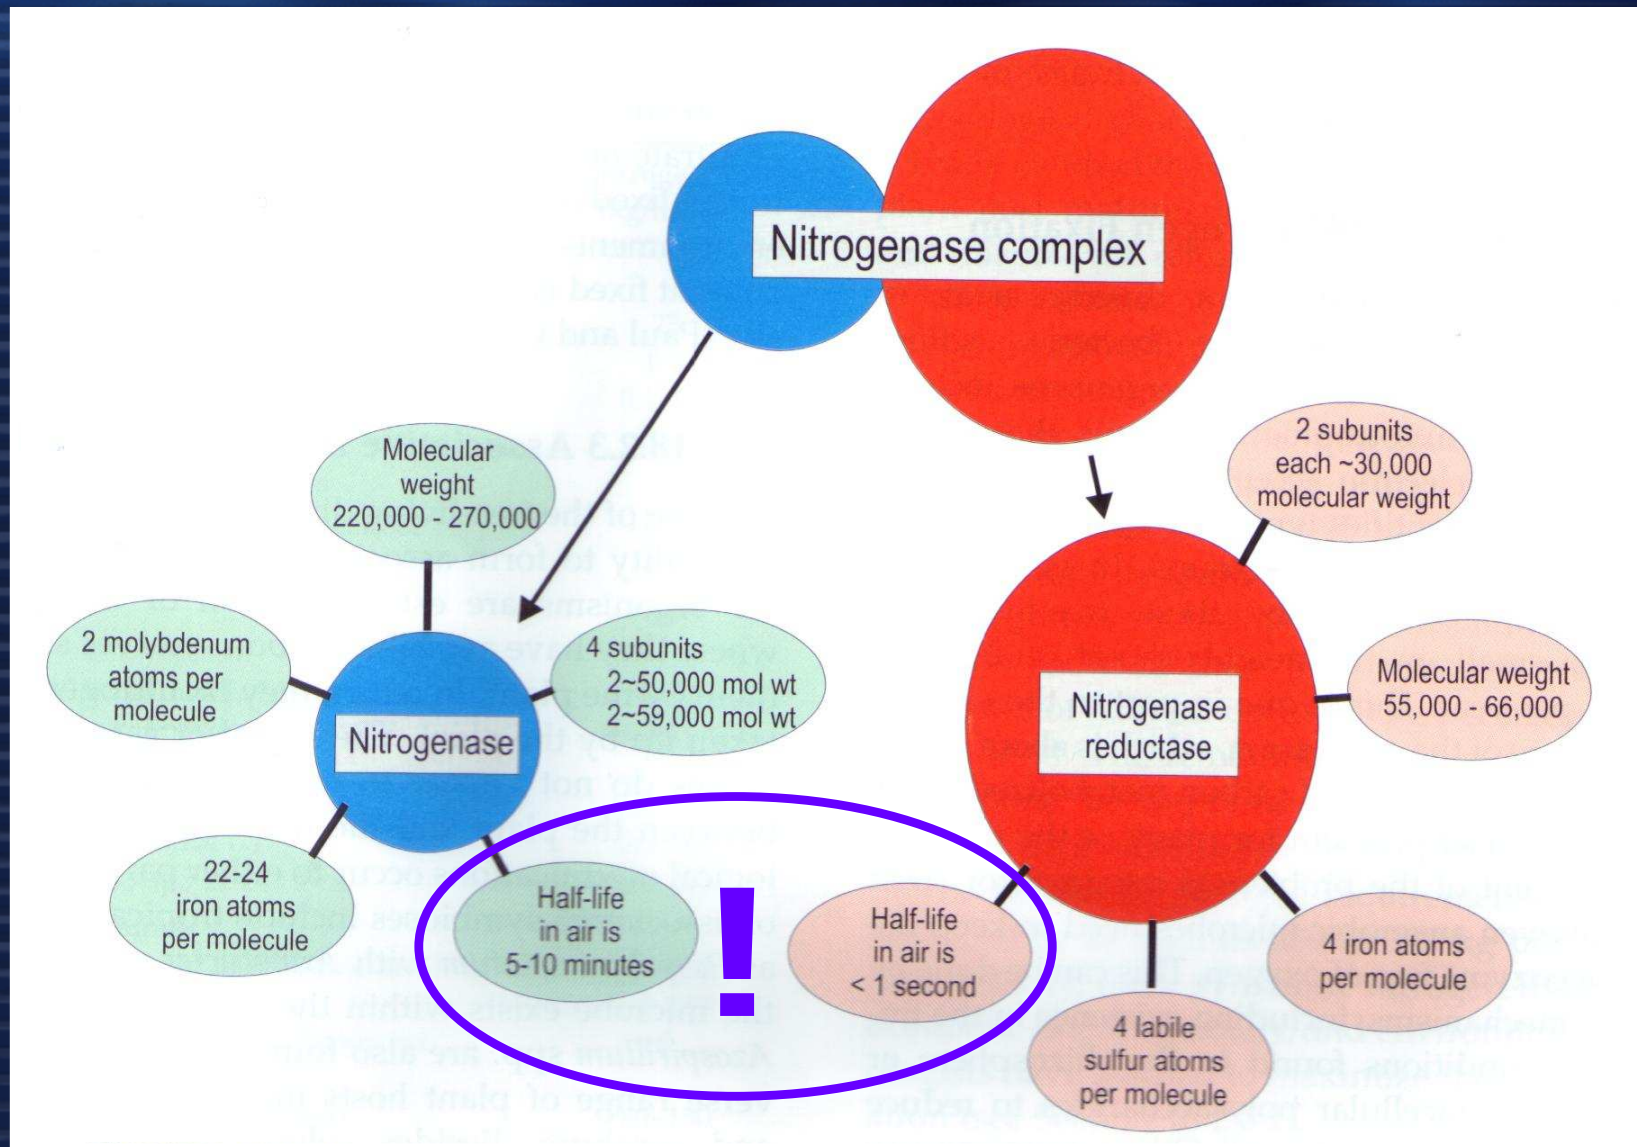 Nitrogenase complex
Molecular
weight
220,000 - 270,000
2 subunits
each ~30,000
molecular weight
2 molybdenum
atoms per
molecule
4 subunits
2~50,000 mol wt
2~59,000 mol wt
Nitrogenase
Nitrogenase
reductase
Molecular weight
55,000 - 66,000
22-24
iron atoms
per molecule
Half-life
in air is
5-10 minutes
!
Half-life
in air is
< 1 second
4 iron atoms
per molecule
4 labile
sulfur atoms
per molecule